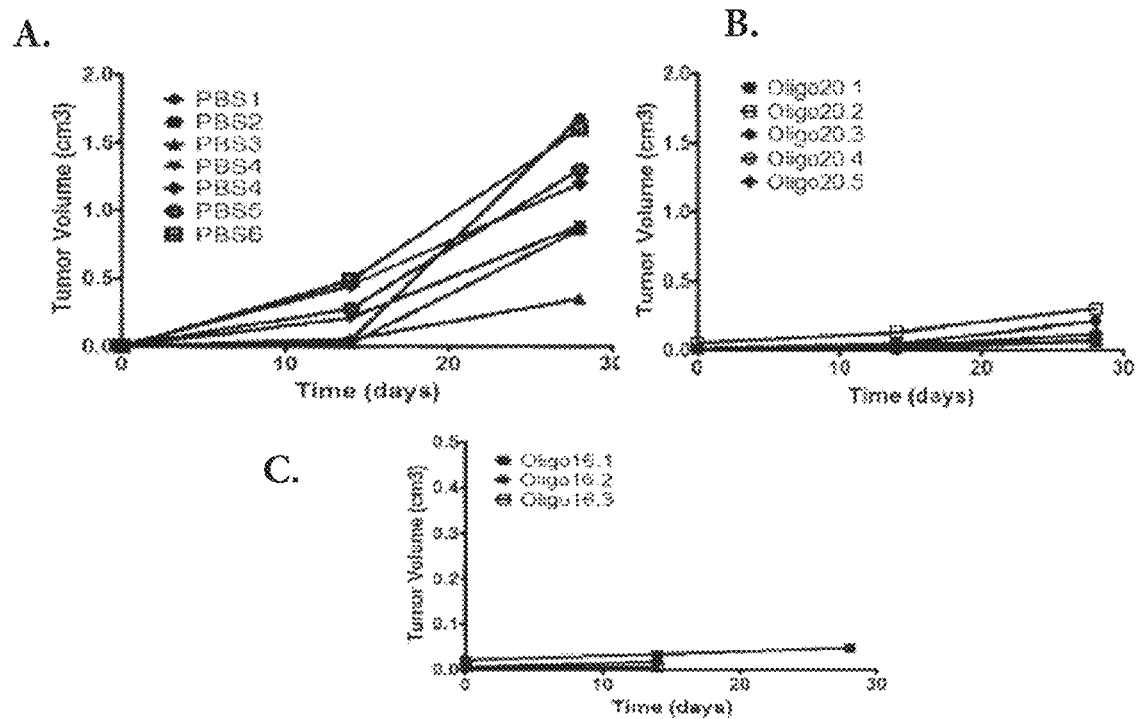 A.
Tumor Volume (cm3)
2.0
1.5
1.0
0.5
0.0
PBS1
PBS2
PBS3
PBS4
PBS4
PBS5
PBS6
0
10
20
30
Time (days)
B.
Tumor Volume (cm3)
2.0
1.5
1.0
0.5
0.0
Oligo20.1
Oligo20.2
Oligo20.3
Oligo20.4
Oligo20.5
0
10
20
30
Time (days)
C.
Tumor Volume (cm3)
0.5
0.4
0.3
0.2
0.1
0.0
Oligo16.1
Oligo16.2
Oligo16.3
0
10
20
30
Time (days)